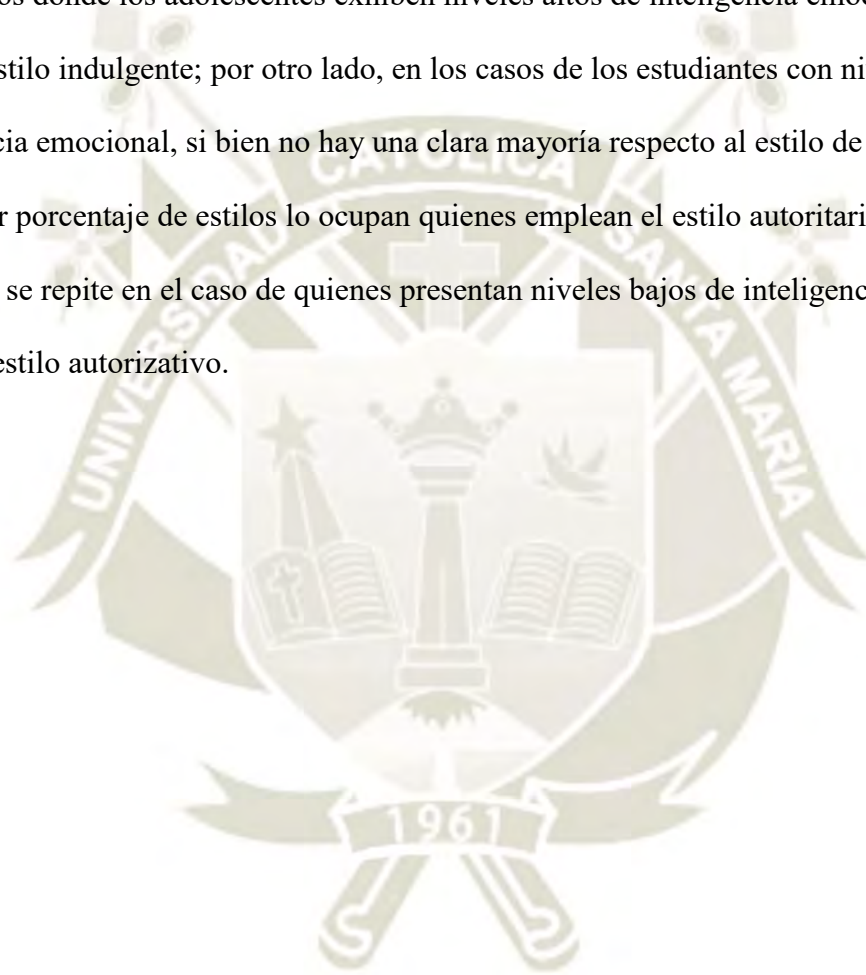 os donde los adolescentes exhiben niveles altos de inteligencia emoc
stilo indulgente; por otro lado, en los casos de los estudiantes con ni
cia emocional, si bien no hay una clara mayoría respecto al estilo de
r porcentaje de estilos lo ocupan quienes emplean el estilo autoritari
se repite en el caso de quienes presentan niveles bajos de inteligenc
estilo autorizativo.
UNIVERSIDAD CATOLICA SANTA MARIA
1961